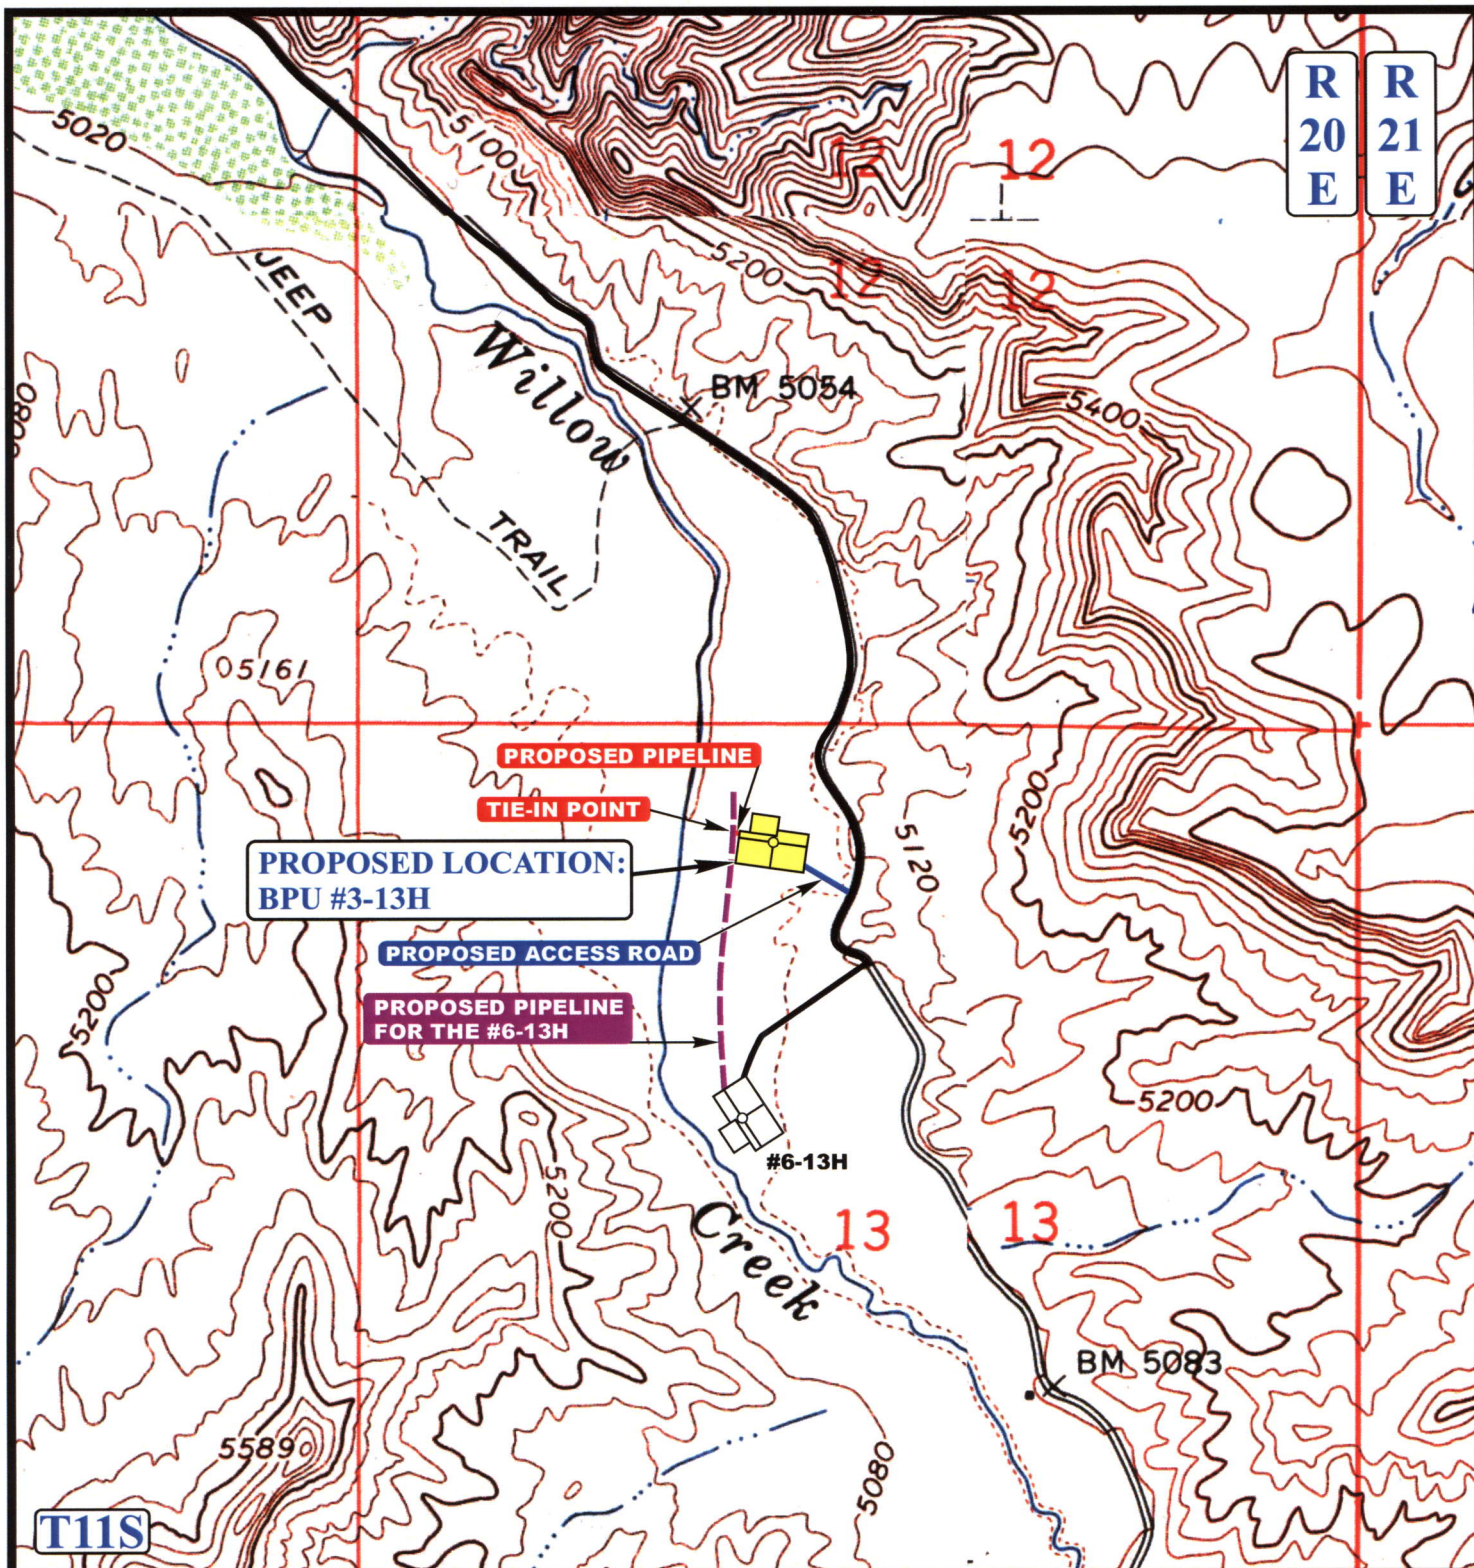 R
20
E
R
21
E
5020
5100
12
12
5200
12
12
JEEP
Willow
BM 5054
5400
TRAIL
5161
PROPOSED PIPELINE
TIE-IN POINT
5200
PROPOSED LOCATION:
BPU #3-13H
5120
PROPOSED ACCESS ROAD
PROPOSED PIPELINE
FOR THE #6-13H
5200
5200
#6-13H
5200
13
13
Creek
BM 5083
5589
5080
T11S